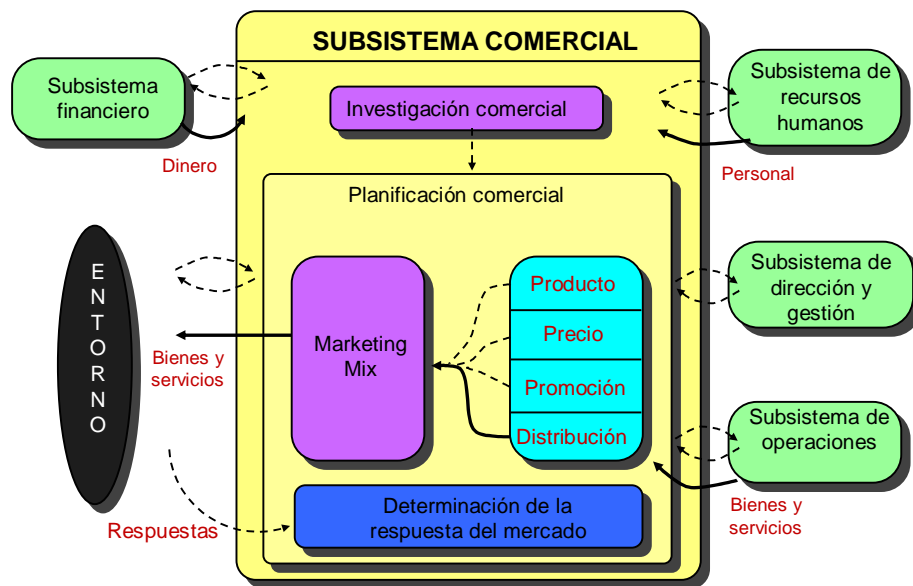 SUBSISTEMA COMERCIAL
Subsistema
financiero
Dinero
Investigación comercial
Subsistema de
recursos
humanos
Personal
Planificación comercial
ENTORNO
Bienes y
servicios
Marketing
Mix
Producto
Precio
Promoción
Distribución
Subsistema de
dirección y
gestión
Subsistema de
operaciones
Bienes y
servicios
Respuestas
Determinación de la
respuesta del mercado